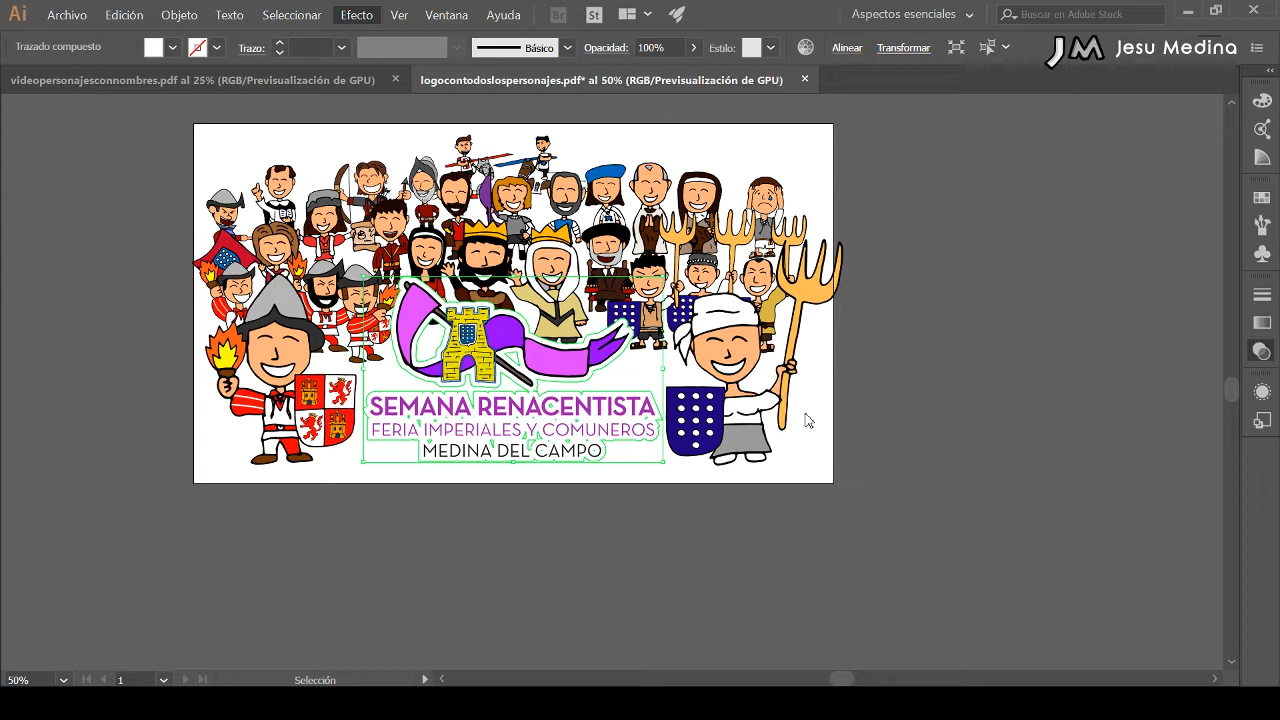 Ai Archivo Edición Objeto Texto Seleccionar Efecto Ver Ventana Ayuda Br St Aspectos esenciales Buscar en Adobe Stock
Trazado compuesto Trazo: Básico Opacidad: 100% Estilo: Alinear Transformar JM Jesu Medina
videopersonajesconnombres.pdf al 25% (RGB/Previsualización de GPU) × logocontodoslospersonajes.pdf* al 50% (RGB/Previsualización de GPU) ×
SEMANA RENACENTISTA
FERIA IMPERIALES Y COMUNEROS
MEDINA DEL CAMPO
50% 1 Selección